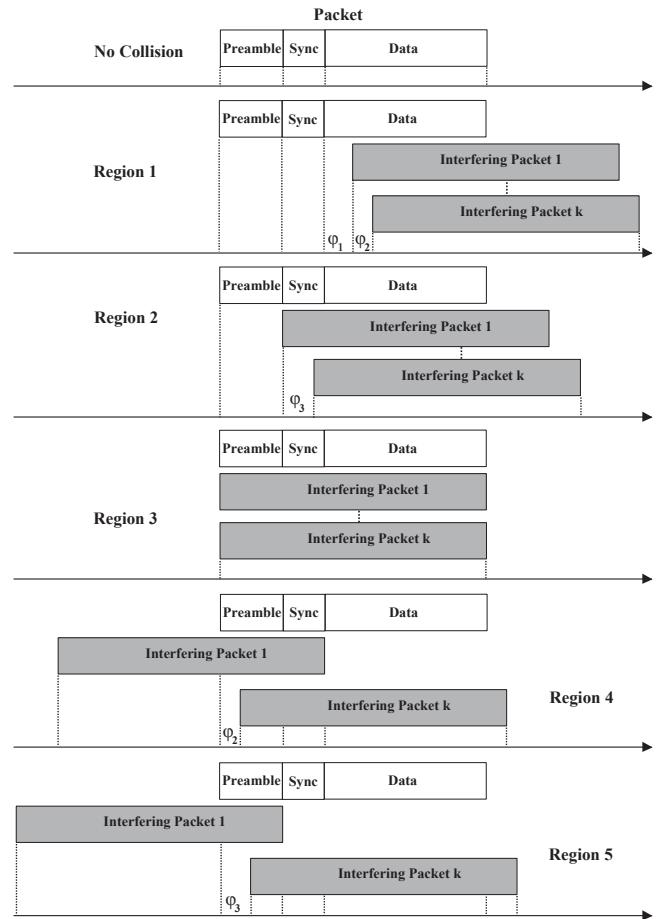 Packet
No Collision
Preamble Sync Data
Preamble Sync Data
Interfering Packet 1
Region 1
Interfering Packet k
φ1 φ2
Preamble Sync Data
Region 2
Interfering Packet 1
Interfering Packet k
φ3
Preamble Sync Data
Interfering Packet 1
Region 3
Interfering Packet k
Preamble Sync Data
Interfering Packet 1
Region 4
Interfering Packet k
φ2
Preamble Sync Data
Interfering Packet 1
Region 5
Interfering Packet k
φ3